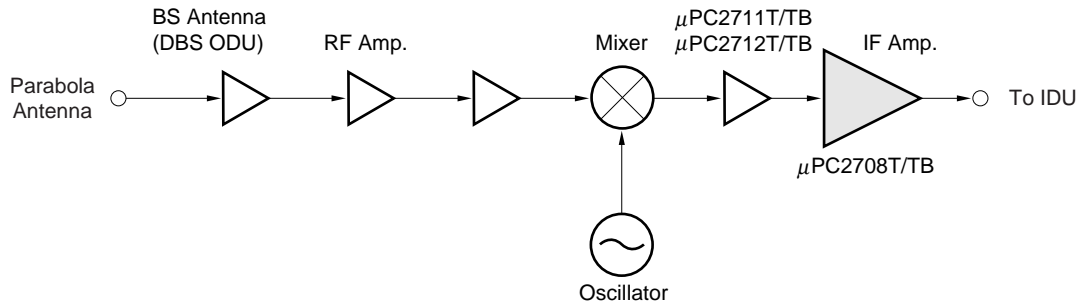 BS Antenna
(DBS ODU)
RF Amp.
Mixer
μPC2711T/TB
μPC2712T/TB
IF Amp.
Parabola
Antenna
To IDU
μPC2708T/TB
Oscillator